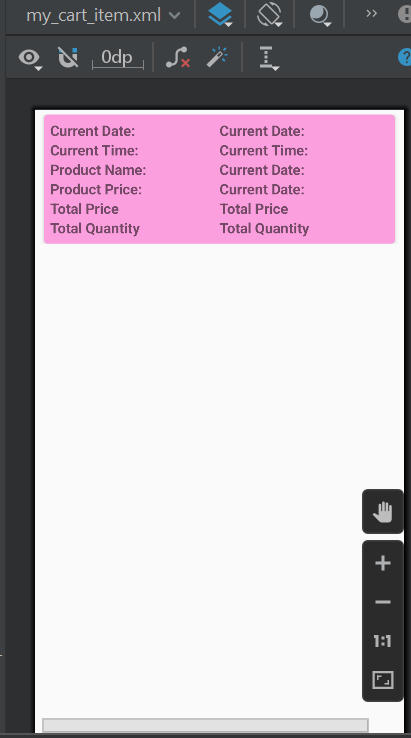 my_cart_item.xml
0dp
Current Date: Current Date:
Current Time: Current Time:
Product Name: Current Date:
Product Price: Current Date:
Total Price Total Price
Total Quantity Total Quantity
1:1